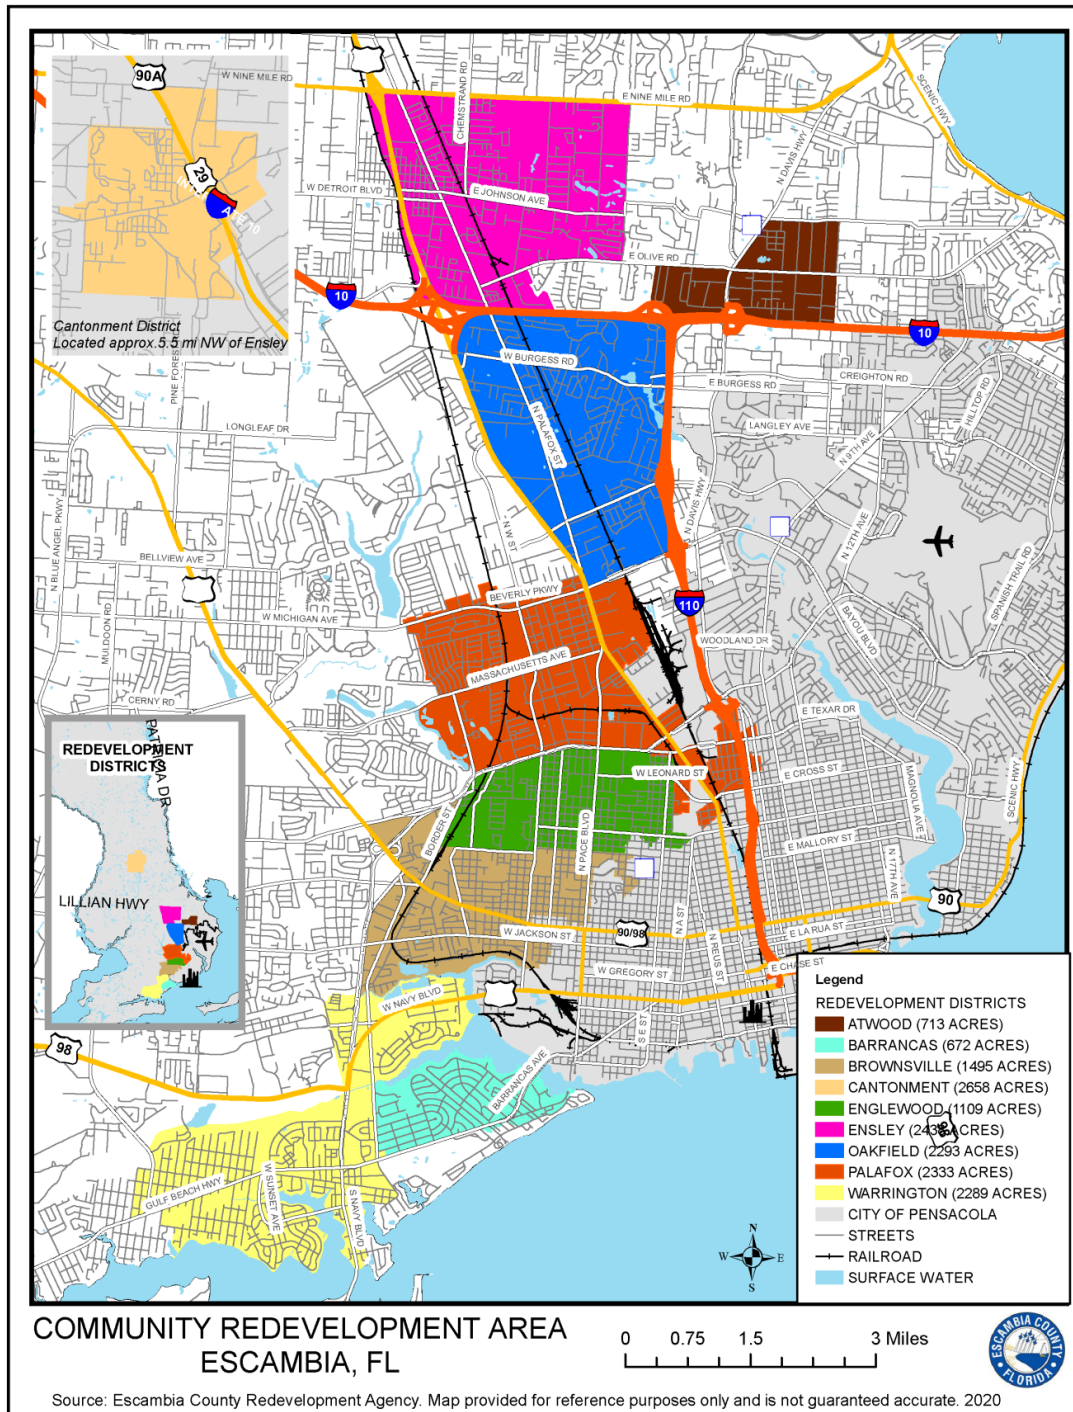 90A
W NINE MILE RD
29
Cantonment District
Located approx.5.5 mi NW of Ensley
E NINE MILE RD
SCENIC HWY
CHEMSTRAND RD
N DAVIS HWY
W DETROIT BLVD
E JOHNSON AVE
E OLIVE RD
10
10
PINE FORES
W BURGESS RD
E BURGESS RD
CREIGHTON RD
HILLTOP RD
N PALAFOX ST
LONGLEAF DR
LANGLEY AVE
N 9TH AVE
N BLUE ANGEL PKWY
N W ST
N DAVIS HWY
N 12TH AVE
BELLVIEW AVE
BEVERLY PKWY
110
SPANISH TRAIL RD
MULDOON RD
W MICHIGAN AVE
BAYOU BLVD
WOODLAND DR
MASSACHUSETTS AVE
CERNY RD
E TEXAR DR
PATRICIA DR
REDEVELOPMENT
DISTRICTS
LILLIAN HWY
W LEONARD ST
E CROSS ST
MAGNOLIA AVE
SCENIC HWY
BORDER ST
N PACE BLVD
E MALLORY ST
N 17TH AVE
90
W JACKSON ST
90/98
N A ST
N REUS ST
E LA RUA ST
W GREGORY ST
E CHASE ST
W NAVY BLVD
98
S E ST
BARRANCAS AVE
GULF BEACH HWY
W SUNSET AVE
S NAVY BLVD
Legend
REDEVELOPMENT DISTRICTS
ATWOOD (713 ACRES)
BARRANCAS (672 ACRES)
BROWNSVILLE (1495 ACRES)
CANTONMENT (2658 ACRES)
ENGLEWOOD (1109 ACRES)
ENSLEY (243 ACRES)
98
OAKFIELD (2293 ACRES)
PALAFOX (2333 ACRES)
WARRINGTON (2289 ACRES)
CITY OF PENSACOLA
STREETS
RAILROAD
SURFACE WATER
N
W E
S
COMMUNITY REDEVELOPMENT AREA
ESCAMBIA, FL
0 0.75 1.5 3 Miles
ESCAMBIA COUNTY
FLORIDA
Source: Escambia County Redevelopment Agency. Map provided for reference purposes only and is not guaranteed accurate. 2020